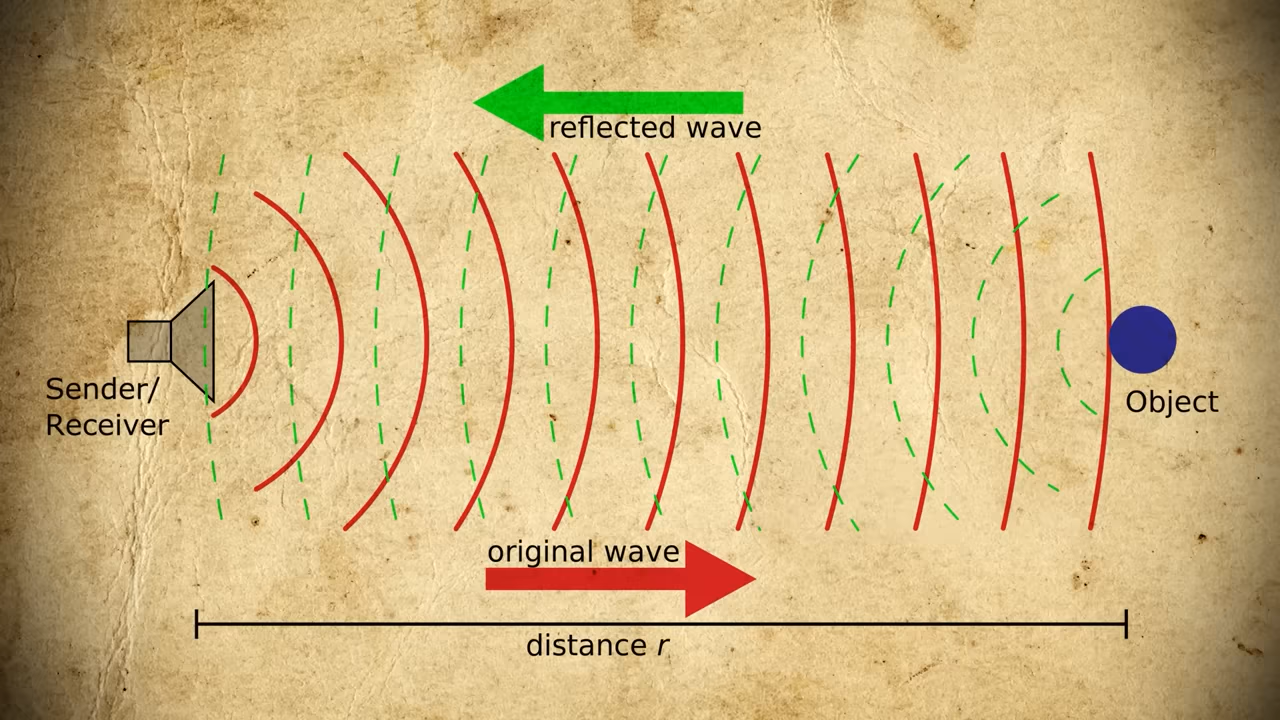 reflected wave
Sender/
Receiver
Object
original wave
distance r